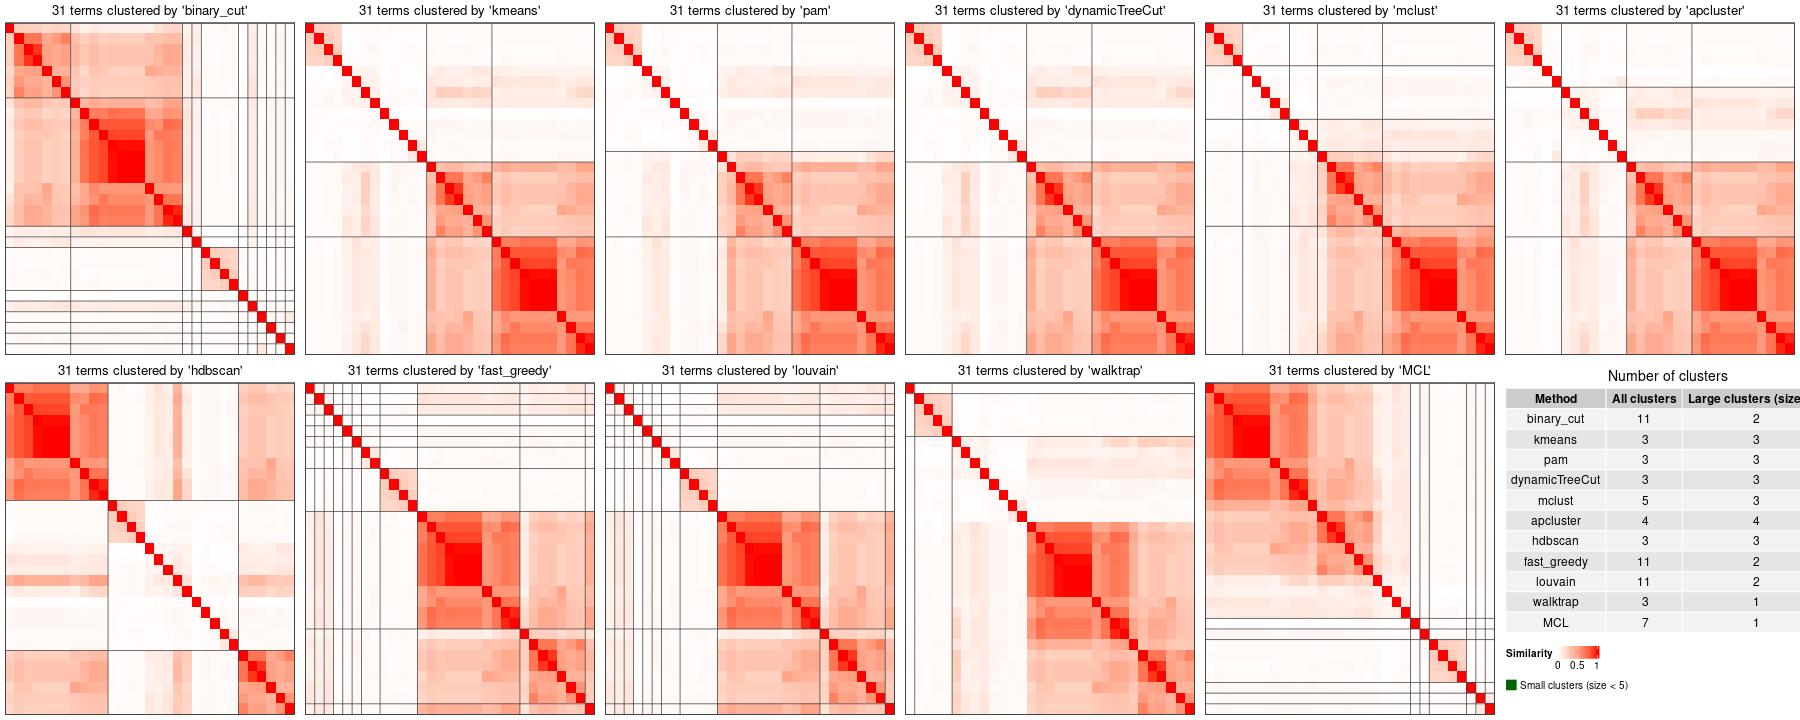 31 terms clustered by 'binary_cut'
31 terms clustered by 'kmeans'
31 terms clustered by 'pam'
31 terms clustered by 'dynamicTreeCut'
31 terms clustered by 'mclust'
31 terms clustered by 'apcluster'
31 terms clustered by 'hdbscan'
31 terms clustered by 'fast_greedy'
31 terms clustered by 'louvain'
31 terms clustered by 'walktrap'
31 terms clustered by 'MCL'
Number of clusters
Method All clusters Large clusters (size
binary_cut 11 2
kmeans 3 3
pam 3 3
dynamicTreeCut 3 3
mclust 5 3
apcluster 4 4
hdbscan 3 3
fast_greedy 11 2
louvain 11 2
walktrap 3 1
MCL 7 1
Similarity
0 0.5 1
Small clusters (size < 5)